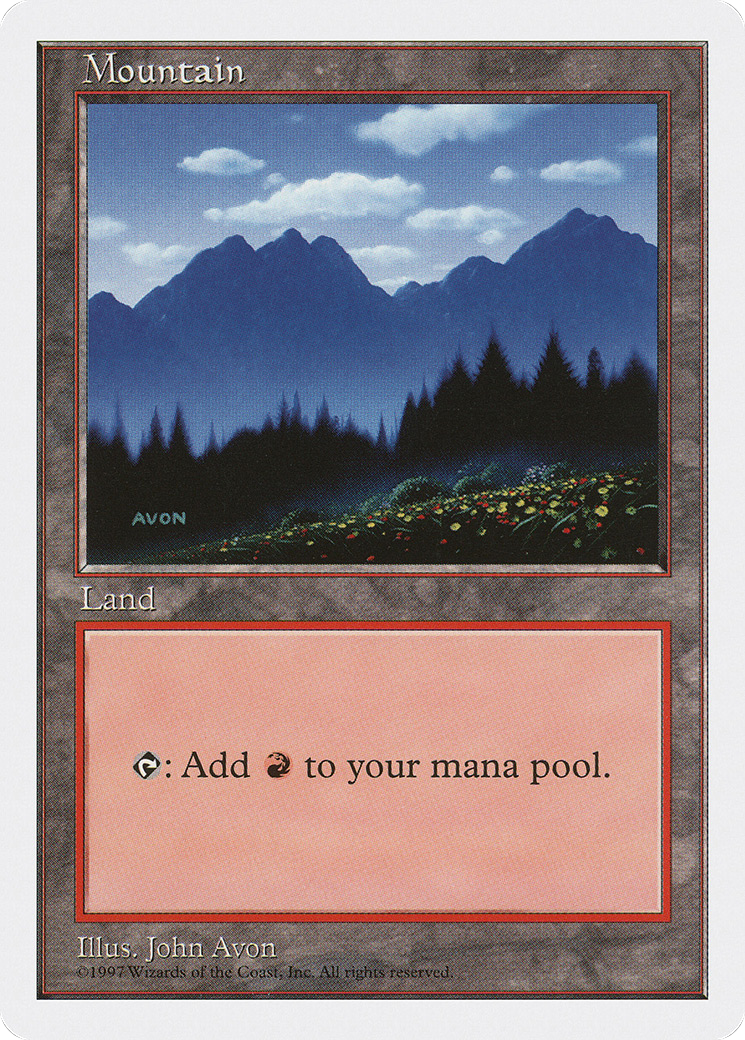 Mountain
AVON
Land
: Add to your mana pool.
Illus. John Avon
©1997 Wizards of the Coast, Inc. All rights reserved.